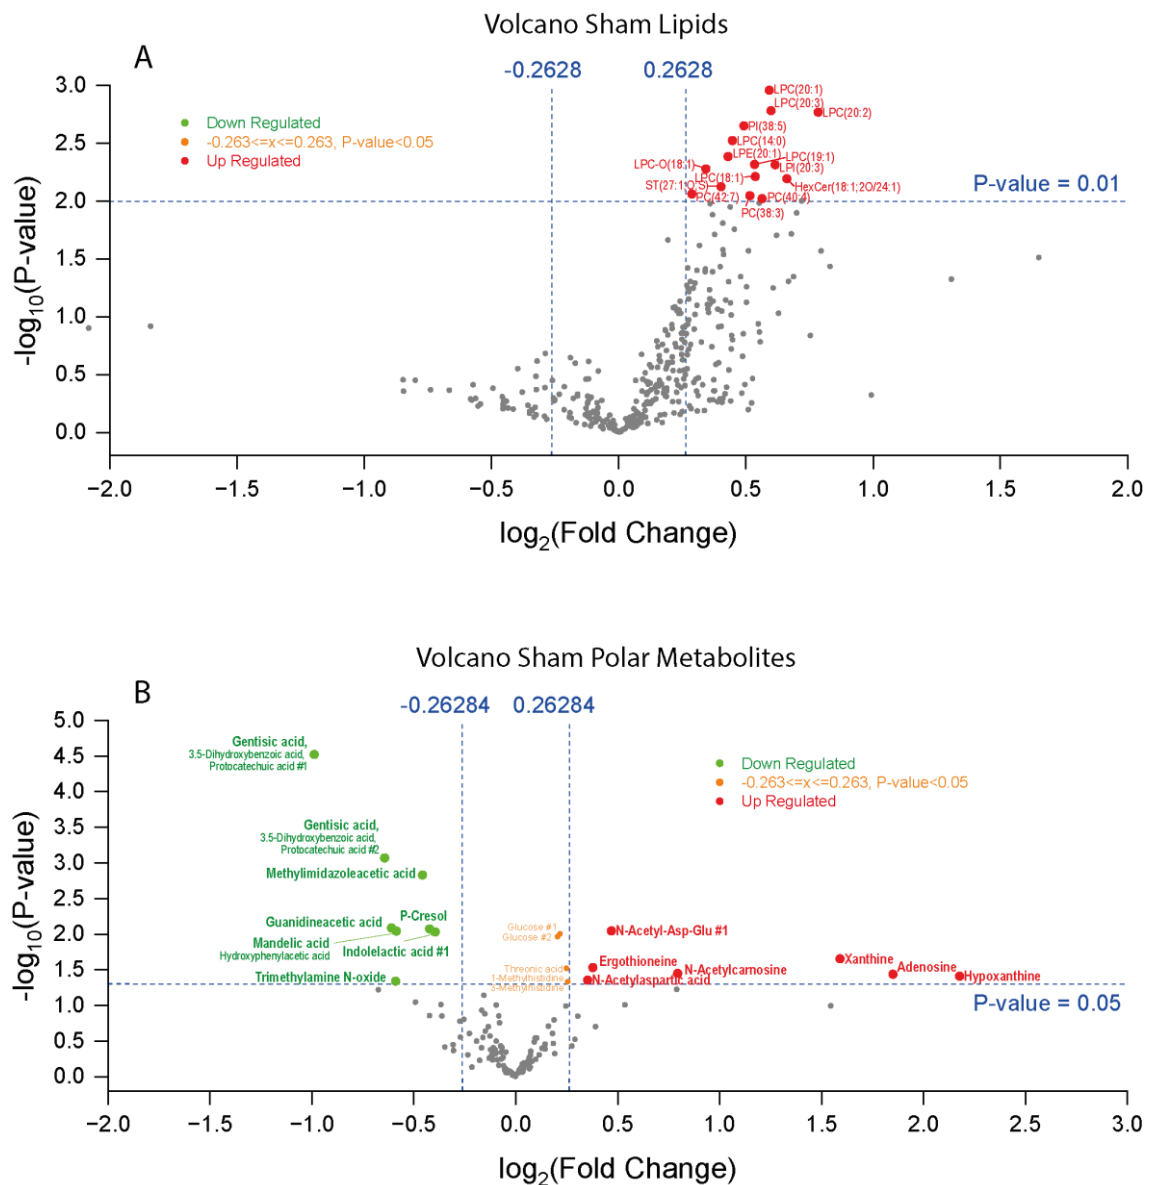 Volcano Sham Lipids
A
-0.2628
0.2628
3.0
2.5
2.0
1.5
1.0
0.5
0.0
-log10(P-value)
Down Regulated
-0.263<=x<=0.263, P-value<0.05
Up Regulated
LPC(20:1)
LPC(20:3)
LPC(20:2)
PI(38:5)
LPC(14:0)
LPE(20:1)
LPC(19:1)
LPC-O(18:1)
LPI(20:3)
LPC(18:1)
ST(27:1;O;S)
HexCer(18:1;2O/24:1)
PC(42:7)
PC(40:4)
PC(38:3)
P-value = 0.01
−2.0
−1.5
−1.0
−0.5
0.0
0.5
1.0
1.5
2.0
log2(Fold Change)
Volcano Sham Polar Metabolites
B
-0.26284
0.26284
5.0
4.5
4.0
3.5
3.0
2.5
2.0
1.5
1.0
0.5
0.0
-log10(P-value)
Gentisic acid,
3.5-Dihydroxybenzoic acid,
Protocatechuic acid #1
Down Regulated
-0.263<=x<=0.263, P-value<0.05
Up Regulated
Gentisic acid,
3.5-Dihydroxybenzoic acid,
Protocatechuic acid #2
Methylimidazoleacetic acid
Guanidineacetic acid
P-Cresol
Mandelic acid
Hydroxyphenylacetic acid
Indolelactic acid #1
Trimethylamine N-oxide
Glucose #1
Glucose #2
Threonic acid
1-Methylhistidine
3-Methylhistidine
N-Acetyl-Asp-Glu #1
Ergothioneine
N-Acetylcarnosine
N-Acetylaspartic acid
Xanthine
Adenosine
Hypoxanthine
P-value = 0.05
−2.0
−1.5
−1.0
−0.5
0.0
0.5
1.0
1.5
2.0
2.5
3.0
log2(Fold Change)